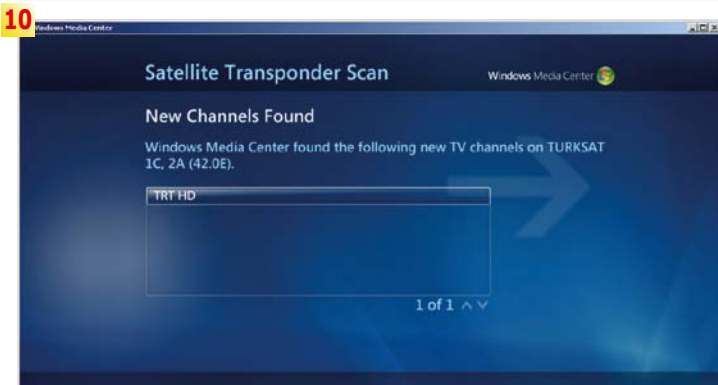 10
Windows Media Center
Satellite Transponder Scan
Windows Media Center
New Channels Found
Windows Media Center found the following new TV channels on TURKSAT
1C, 2A (42.0E).
TRT HD
1 of 1